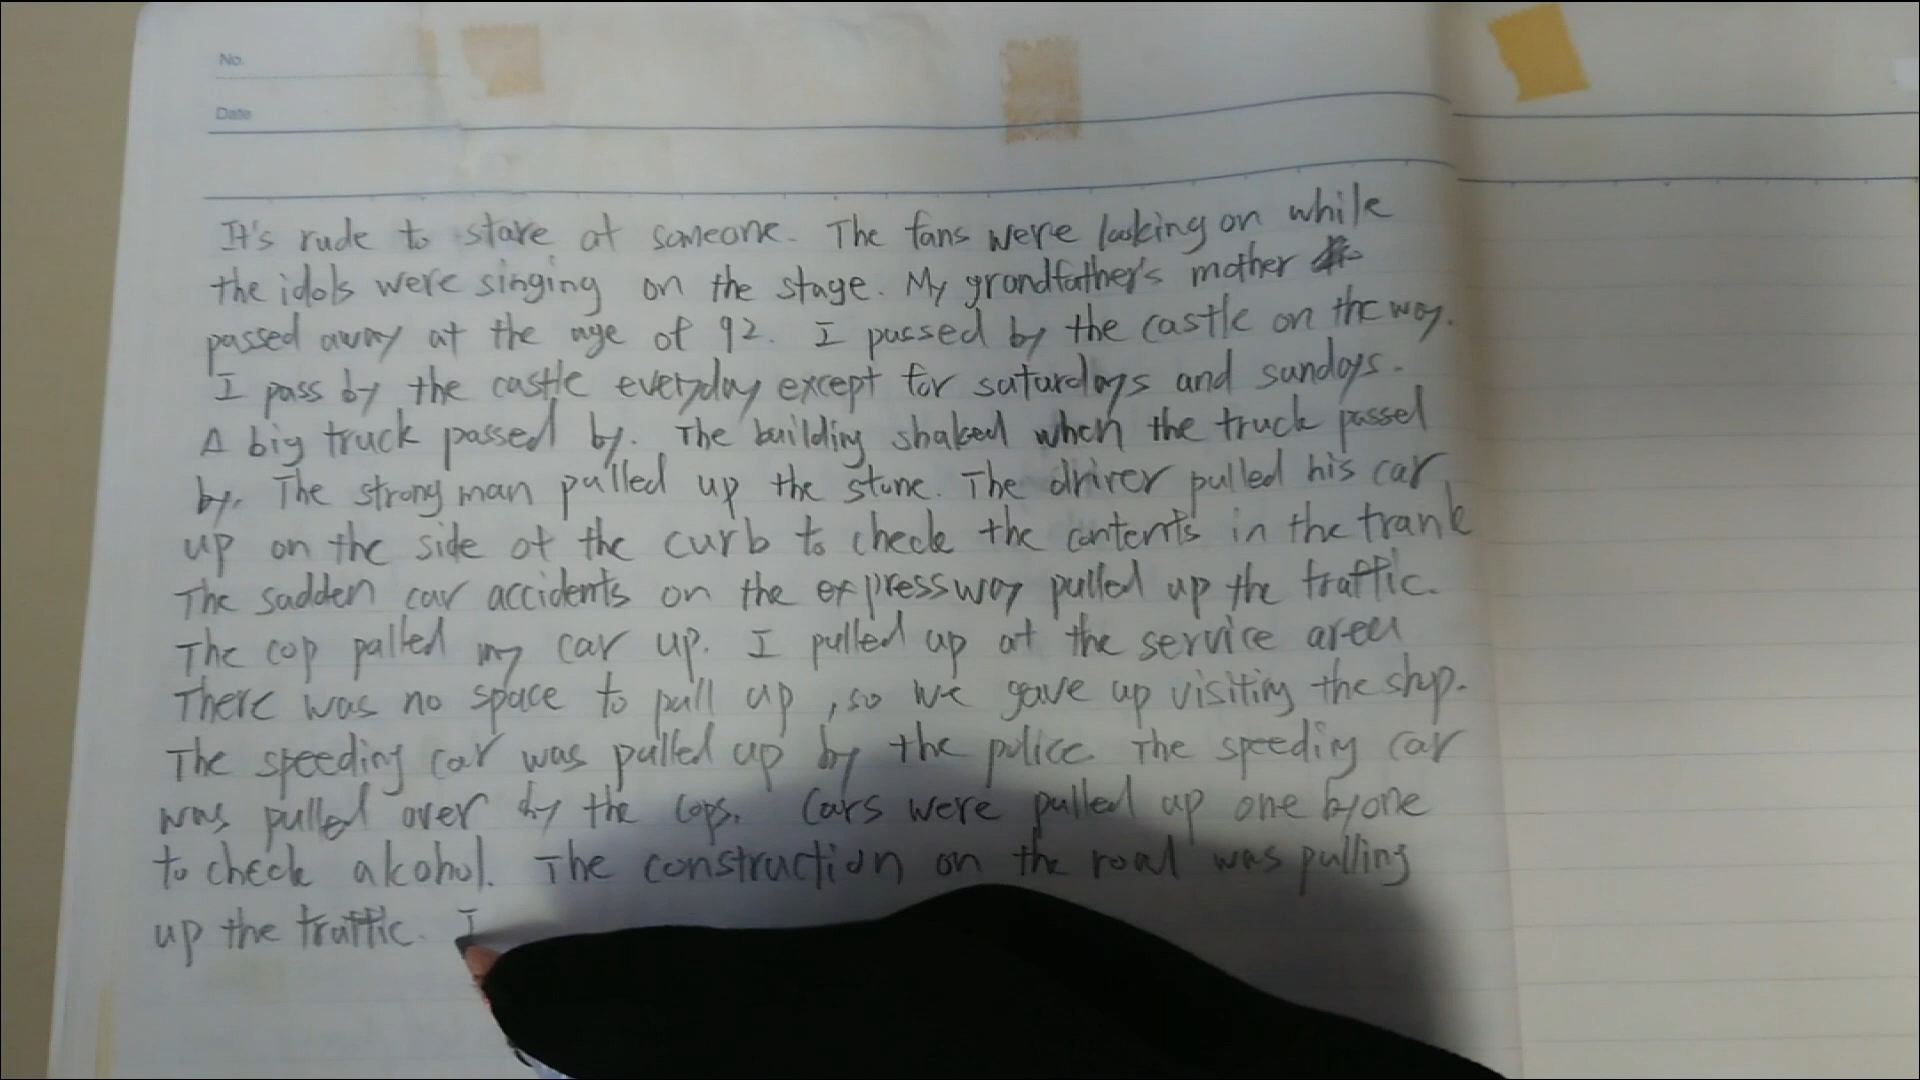 No.
Date
It's rude to stare at someone. The fans were looking on while
the idols were singing on the stage. My grandfather's mother
passed away at the age of 92. I passed by the castle on the way.
I pass by the castle everyday except for saturdays and sundays.
A big truck passed by. The building shaked when the truck passed
by. The strong man pulled up the stone. The driver pulled his car
up on the side of the curb to check the contents in the trank
The sadden car accidents on the expressway pulled up the traffic.
The cop palled my car up. I pulled up at the service area
There was no space to pull up, so we gave up visiting the shop.
The speeding car was pulled up by the police. The speeding car
was pulled over by the cops. Cars were pulled up one by one
to check alcohol. The construction on the road was pulling
up the traffic. I